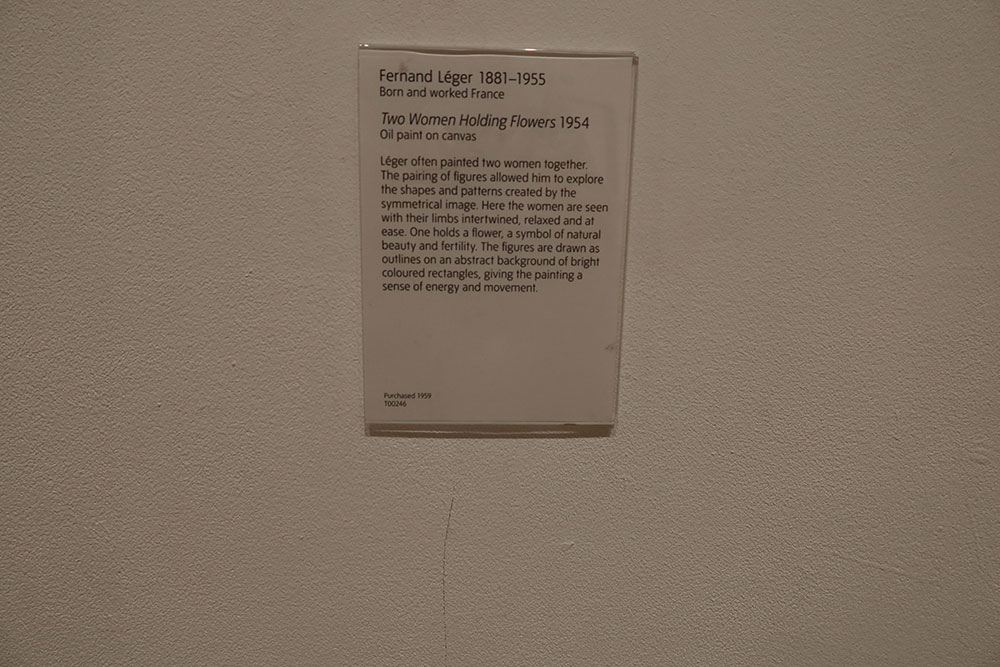 Fernand Léger 1881–1955
Born and worked France
Two Women Holding Flowers 1954
Oil paint on canvas
Léger often painted two women together.
The pairing of figures allowed him to explore
the shapes and patterns created by the
symmetrical image. Here the women are seen
with their limbs intertwined, relaxed and at
ease. One holds a flower, a symbol of natural
beauty and fertility. The figures are drawn as
outlines on an abstract background of bright
coloured rectangles, giving the painting a
sense of energy and movement.
Purchased 1959
T00246